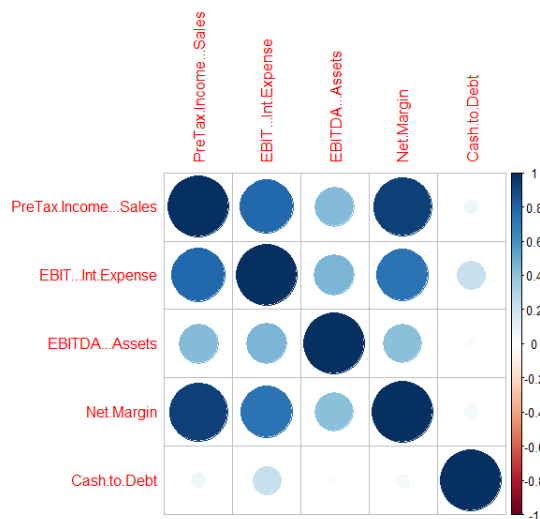 PreTax.Income...Sales
EBIT...Int.Expense
EBITDA...Assets
Net.Margin
Cash.to.Debt
PreTax.Income...Sales
EBIT...Int.Expense
EBITDA...Assets
Net.Margin
Cash.to.Debt
1
0.8
0.6
0.4
0.2
0
-0.2
-0.4
-0.6
-0.8
-1